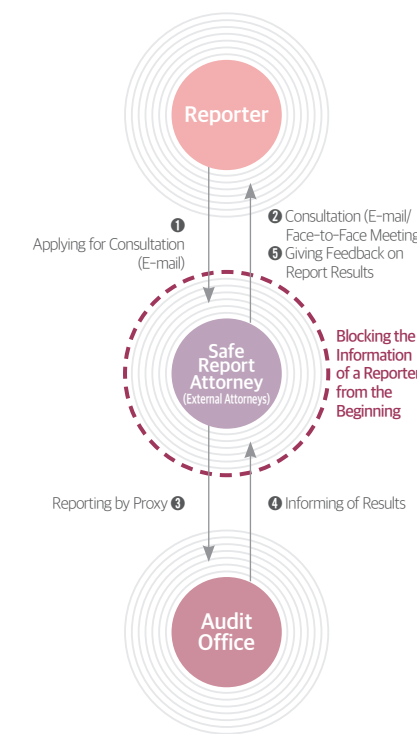 Reporter
❶
Applying for Consultation
(E-mail)
❷ Consultation (E-mail/
Face-to-Face Meeting
❺ Giving Feedback on
Report Results
Safe
Report
Attorney
(External Attorneys)
Blocking the
Information
of a Reporter
from the
Beginning
Reporting by Proxy ❸
❹ Informing of Results
Audit
Office